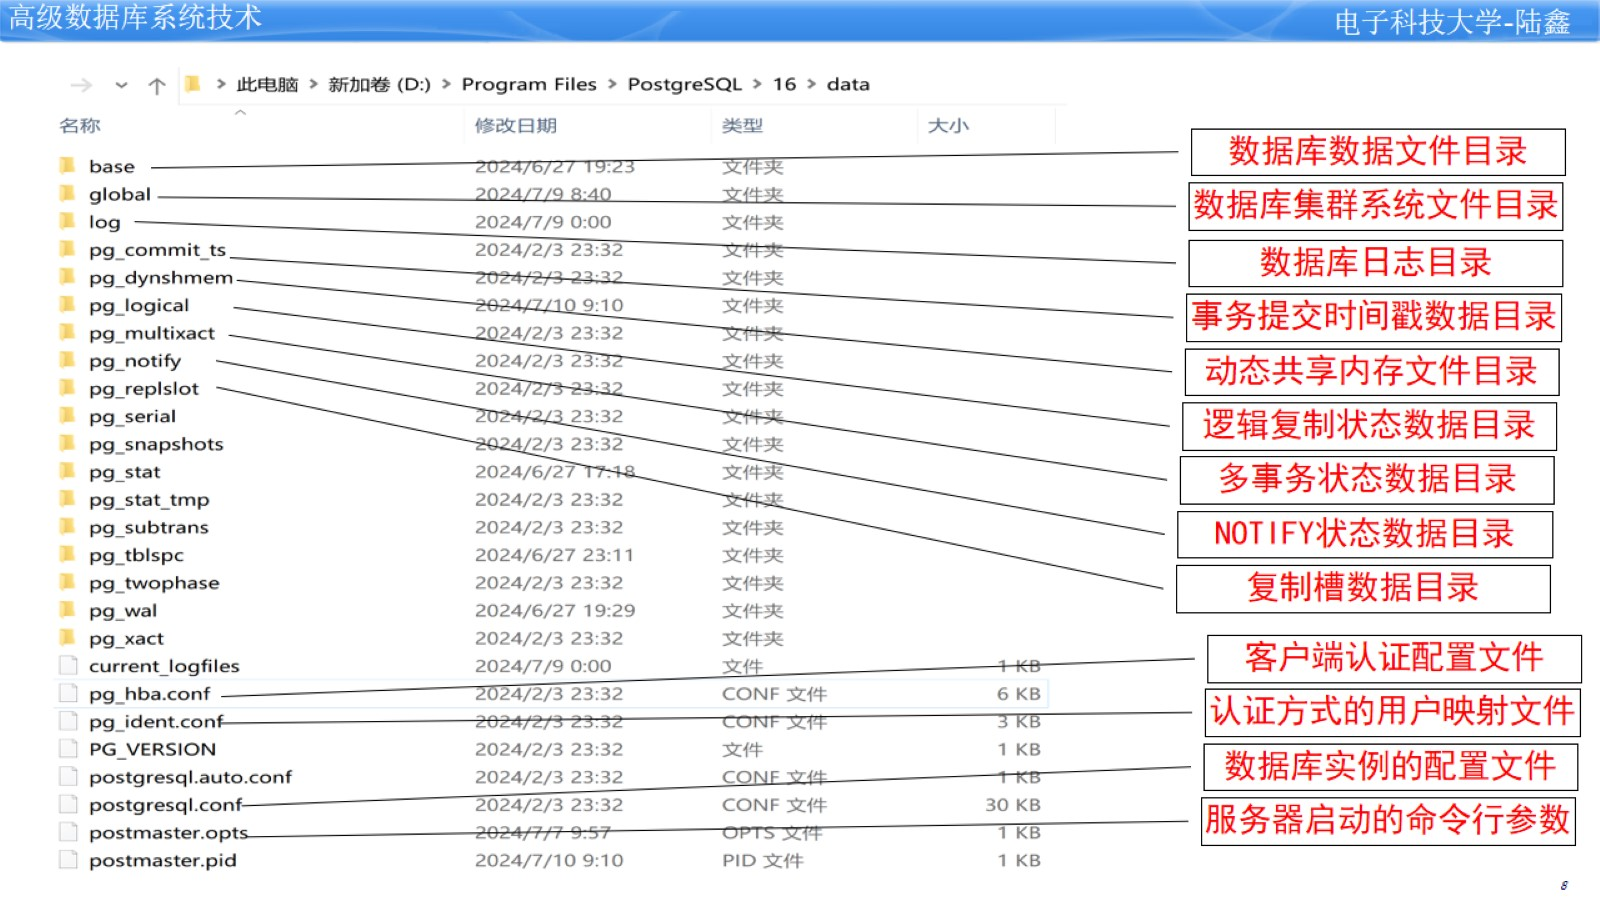 高级数据库系统技术
电子科技大学-陆鑫
此电脑 > 新加卷 (D:) > Program Files > PostgreSQL > 16 > data
名称 修改日期 类型 大小
base 2024/6/27 19:23 文件夹 数据库数据文件目录
global 2024/7/9 8:40 文件夹 数据库集群系统文件目录
log 2024/7/9 0:00 文件夹 数据库日志目录
pg_commit_ts 2024/2/3 23:32 文件夹 事务提交时间戳数据目录
pg_dynshmem 2024/2/3 23:32 文件夹 动态共享内存文件目录
pg_logical 2024/7/10 9:10 文件夹 逻辑复制状态数据目录
pg_multixact 2024/2/3 23:32 文件夹 多事务状态数据目录
pg_notify 2024/2/3 23:32 文件夹 NOTIFY状态数据目录
pg_replslot 2024/2/3 23:32 文件夹 复制槽数据目录
pg_serial 2024/2/3 23:32 文件夹
pg_snapshots 2024/2/3 23:32 文件夹
pg_stat 2024/6/27 17:18 文件夹
pg_stat_tmp 2024/2/3 23:32 文件夹
pg_subtrans 2024/2/3 23:32 文件夹
pg_tblspc 2024/6/27 23:11 文件夹
pg_twophase 2024/2/3 23:32 文件夹
pg_wal 2024/6/27 19:29 文件夹
pg_xact 2024/2/3 23:32 文件夹
current_logfiles 2024/7/9 0:00 文件 1 KB
pg_hba.conf 2024/2/3 23:32 CONF 文件 6 KB 客户端认证配置文件
pg_ident.conf 2024/2/3 23:32 CONF 文件 3 KB 认证方式的用户映射文件
PG_VERSION 2024/2/3 23:32 文件 1 KB
postgresql.auto.conf 2024/2/3 23:32 CONF 文件 1 KB
postgresql.conf 2024/2/3 23:32 CONF 文件 30 KB 数据库实例的配置文件
postmaster.opts 2024/7/7 9:57 OPTS 文件 1 KB 服务器启动的命令行参数
postmaster.pid 2024/7/10 9:10 PID 文件 1 KB
8